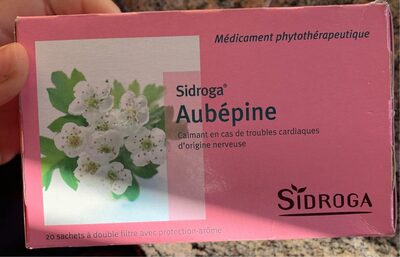 Médicament phytothérapeutique
Sidroga®
Aubépine
Calmant en cas de troubles cardiaques
d'origine nerveuse
SIDROGA
20 sachets à double filtre avec protection-arôme